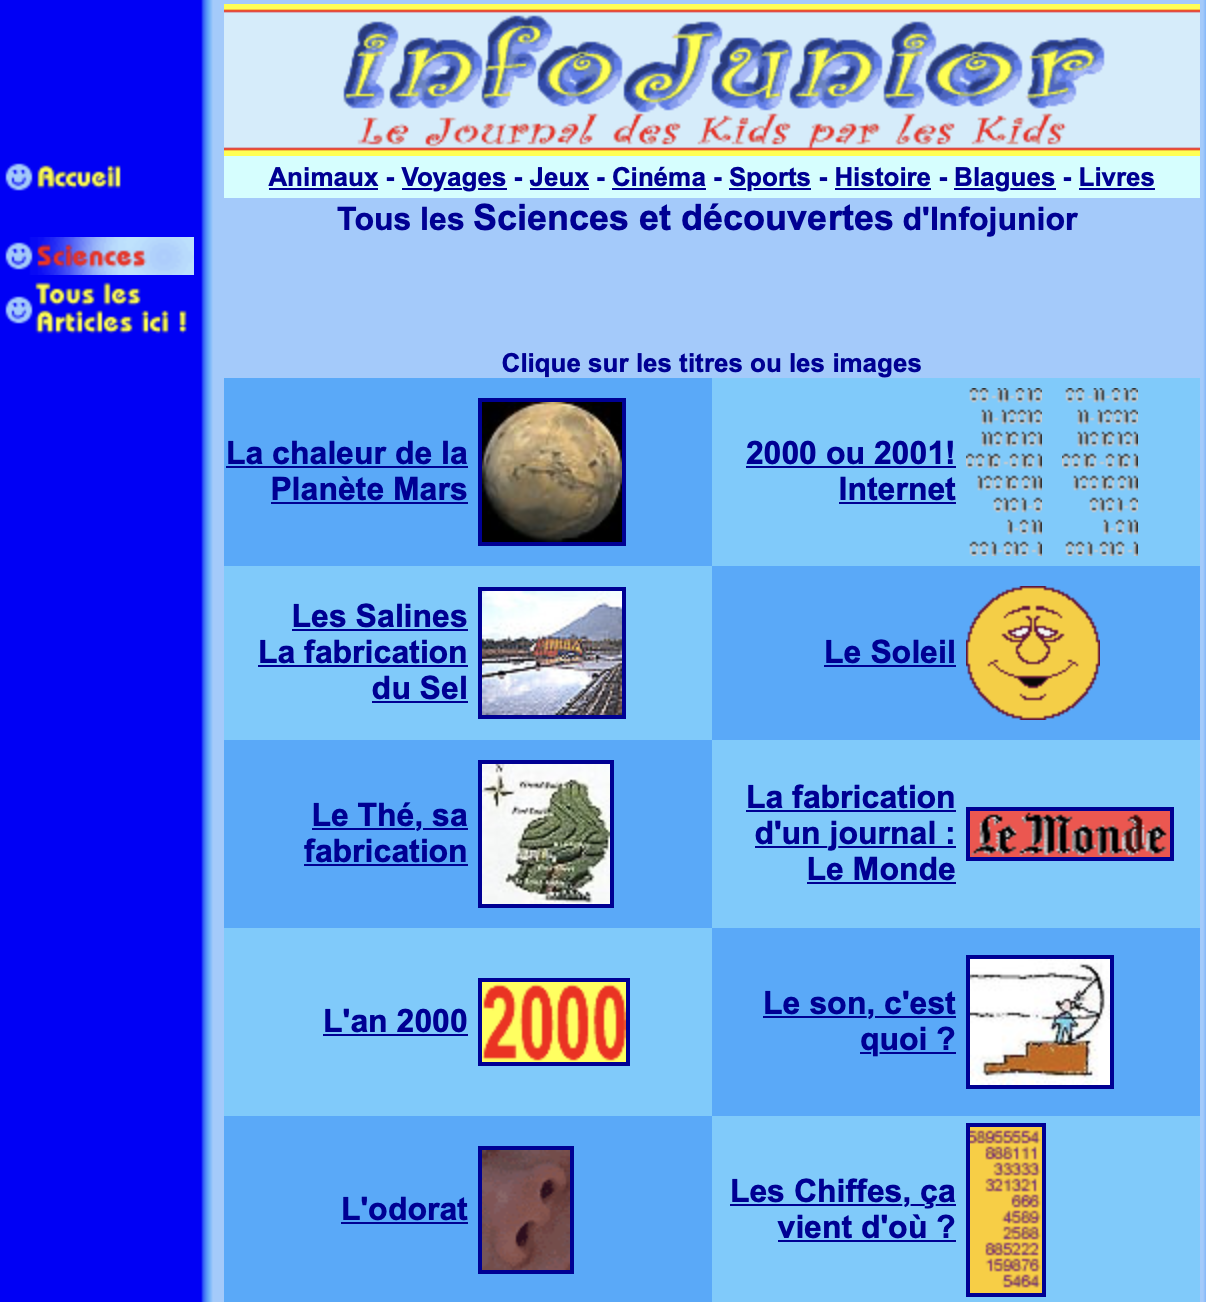 infoJunior
Le Journal des Kids par les Kids
Accueil
Sciences
Tous les
Articles ici !
Animaux - Voyages - Jeux - Cinéma - Sports - Histoire - Blagues - Livres
Tous les Sciences et découvertes d'Infojunior
Clique sur les titres ou les images
La chaleur de la
Planète Mars
2000 ou 2001!
Internet
Les Salines
La fabrication
du Sel
Le Soleil
Le Thé, sa
fabrication
La fabrication
d'un journal :
Le Monde
Le Monde
L'an 2000
2000
Le son, c'est
quoi ?
L'odorat
Les Chiffes, ça
vient d'où ?
58955554
888111
33333
321321
666
4589
2588
885222
159876
5464